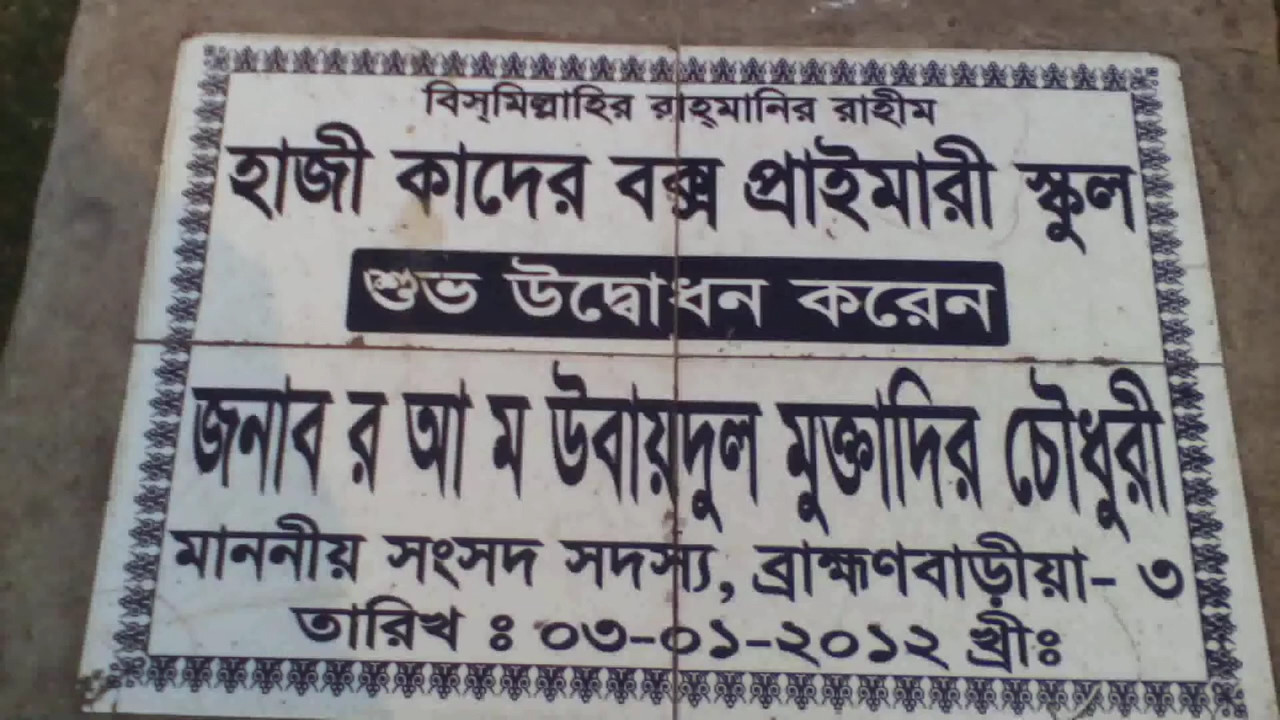 বিস্‌মিল্লাহির রাহ্‌মানির রাহীম
হাজী কাদের বক্স প্রাইমারী স্কুল
শুভ উদ্বোধন করেন
জনাব র আ ম উবায়দুল মুক্তাদির চৌধুরী
মাননীয় সংসদ সদস্য, ব্রাহ্মণবাড়ীয়া- ৩
তারিখ ঃ ০৩-০১-২০১২ খ্রীঃ